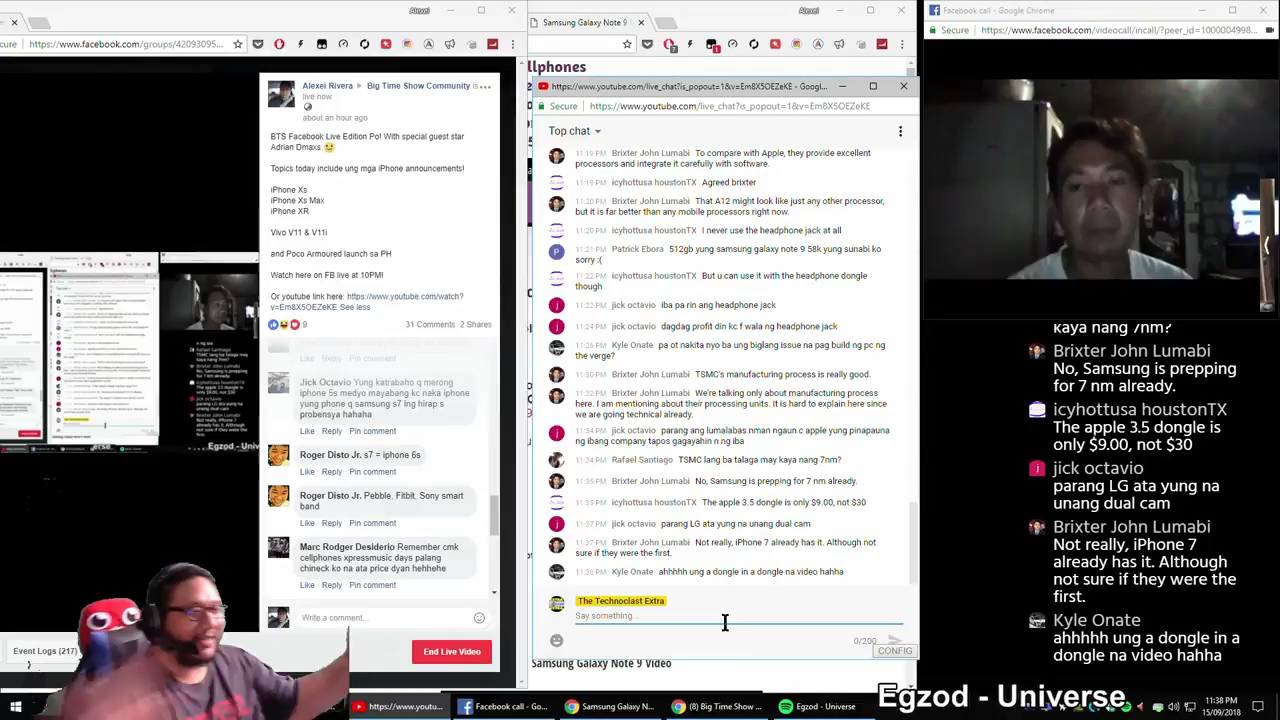 Alexei
Secure https://www.facebook.com/groups/42093095...
Alexei Rivera ▸ Big Time Show Community is
live now.
about an hour ago
BTS Facebook Live Edition Po! With special guest star
Adrian Dmaxs
Topics today include ung mga iPhone announcements!
iPhone Xs
iPhone Xs Max
iPhone XR
Vivo V11 & V11i
and Poco Armoured launch sa PH
Watch here on FB live at 10PM!
Or youtube link here: https://www.youtube.com/watch?
v=Em8X5OEZeKE See less
9
31 Comments 2 Shares
Like Reply Pin comment
Jick Octavio Yung katrabaho q merong
iphone 5s medyo mayabang kc naka iphone
yung phone q samsung s7 Ing hirap s
probensya hahaha
Like Reply Pin comment
Roger Disto Jr. s7 = iphone 6s
Like Reply Pin comment
Roger Disto Jr. Pebble, Fitbit, Sony smart
band
Like Reply Pin comment
Marc Rodger Desiderio Remember cmk
cellphones xpressmusic days palang
chineck ko na ata price dyan hehhehe
Like Reply Pin comment
Write a comment...
Event Logs (217)
End Live Video
Samsung Galaxy Note 9
Alexei
llphones
https://www.youtube.com/live_chat?is_popout=1&v=Em8X5OEZeKE - Goog...
Secure https://www.youtube.com/live_chat?is_popout=1&v=Em8X5OEZeKE
Top chat
11:19 PM Brixter John Lumabi To compare with Apple, they provide excellent
processors and integrate it carefully with software.
11:19 PM icyhottusa houstonTX Agreed brixter
11:20 PM Brixter John Lumabi That A12 might look like just any other processor,
but it is far better than any mobile processors right now.
11:20 PM icyhottusa houstonTX I never use the headphone jack at all
11:21 PM Patrick Ebora 512gb yung samsung galaxy note 9 58k yung sunabi ko
sorry :(
11:22 PM icyhottusa houstonTX But u can use it with the headphone dongle
though
11:22 PM jick octavio iba pa rin ang headphone jack
11:24 PM jick octavio dagdag profit din kc f wala ng headphone jack
11:26 PM Kyle Onate pa ot nakita nyo ba ung biglang issue na pag build ng pc ng
the verge?
11:30 PM Brixter John Lumabi TSMC's manufacturing process is really good.
11:32 PM Brixter John Lumabi We're talking only about manufacturing process
here. I am mentioning about their processing units. It is hard to explain here since
we are going technical already.
11:34 PM jick octavio parang ang lumalabas nman ngaun c apple yung pinapauna
ng ibang company tapos gagayahin n ng iba
11:34 PM Rafael Santiago TSMC lang ba talaga may kaya nang 7nm?
11:35 PM Brixter John Lumabi No, Samsung is prepping for 7 nm already.
11:35 PM icyhottusa houstonTX The apple 3.5 dongle is only $9.00, not $30
11:37 PM jick octavio parang LG ata yung na unang dual cam
11:37 PM Brixter John Lumabi Not really, iPhone 7 already has it. Although not
sure if they were the first.
11:38 PM Kyle Onate ahhhhh ung a dongle in a dongle na video hahha
The Technoclast Extra
Say something...
0/200
CONFIG
Samsung Galaxy Note 9 Video
Facebook call - Google Chrome
Secure https://www.facebook.com/videocall/incall/?peer_id=1000004998...
kaya nang 7nm?
Brixter John Lumabi
No, Samsung is prepping
for 7 nm already.
icyhottusa houstonTX
The apple 3.5 dongle is
only $9.00, not $30
jick octavio
parang LG ata yung na
unang dual cam
Brixter John Lumabi
Not really, iPhone 7
already has it. Although
not sure if they were the
first.
Kyle Onate
ahhhhh ung a dongle in a
dongle na video hahha
Egzod - Universe
https://www.youtu...
Facebook call - Go...
Samsung Galaxy N...
(8) Big Time Show ...
Egzod - Universe
11:38 PM
15/09/2018